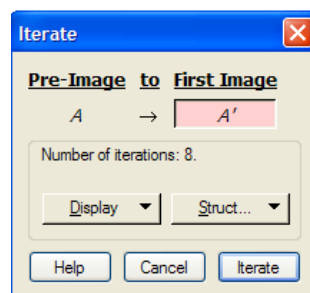 Iterate
Pre-Image to First Image
A → A'
Number of iterations: 8.
Display Struct...
Help Cancel Iterate